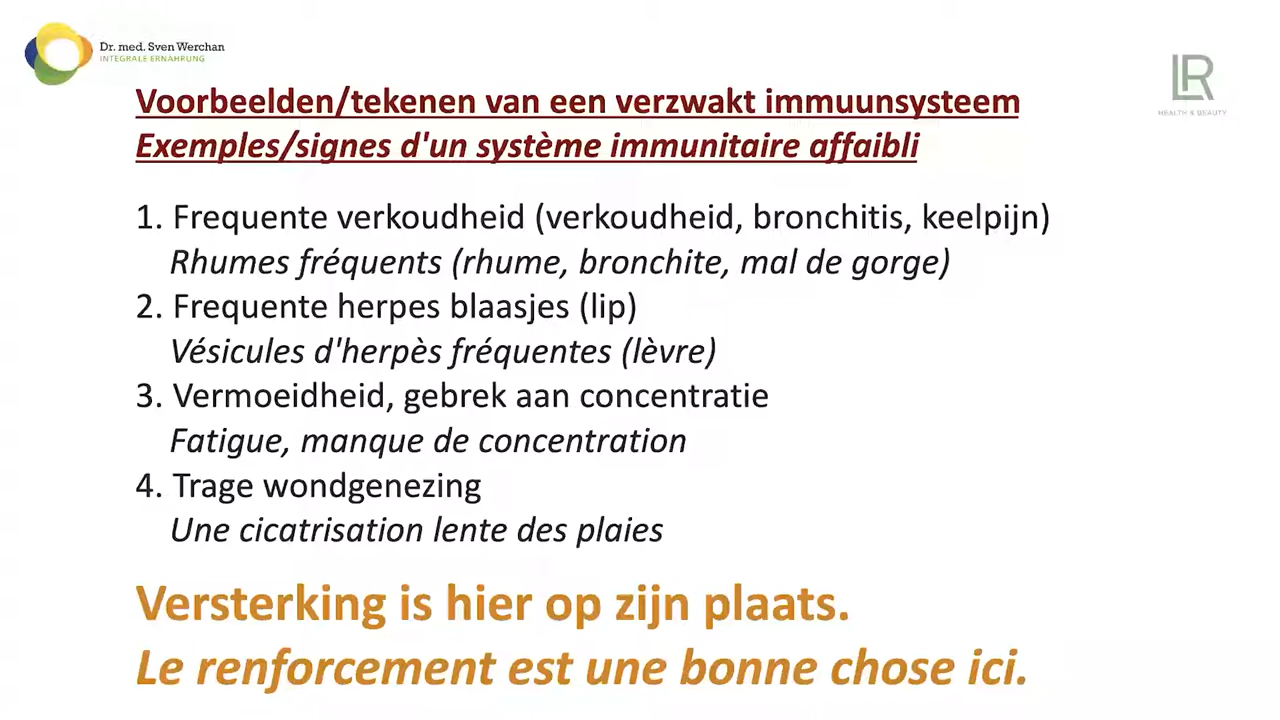 Dr. med. Sven Werchan
INTEGRALE ERNÄHRUNG
LR
HEALTH & BEAUTY
Voorbeelden/tekenen van een verzwakt immuunsysteem
Exemples/signes d'un système immunitaire affaibli
1. Frequente verkoudheid (verkoudheid, bronchitis, keelpijn)
Rhumes fréquents (rhume, bronchite, mal de gorge)
2. Frequente herpes blaasjes (lip)
Vésicules d'herpès fréquentes (lèvre)
3. Vermoeidheid, gebrek aan concentratie
Fatigue, manque de concentration
4. Trage wondgenezing
Une cicatrisation lente des plaies
Versterking is hier op zijn plaats.
Le renforcement est une bonne chose ici.